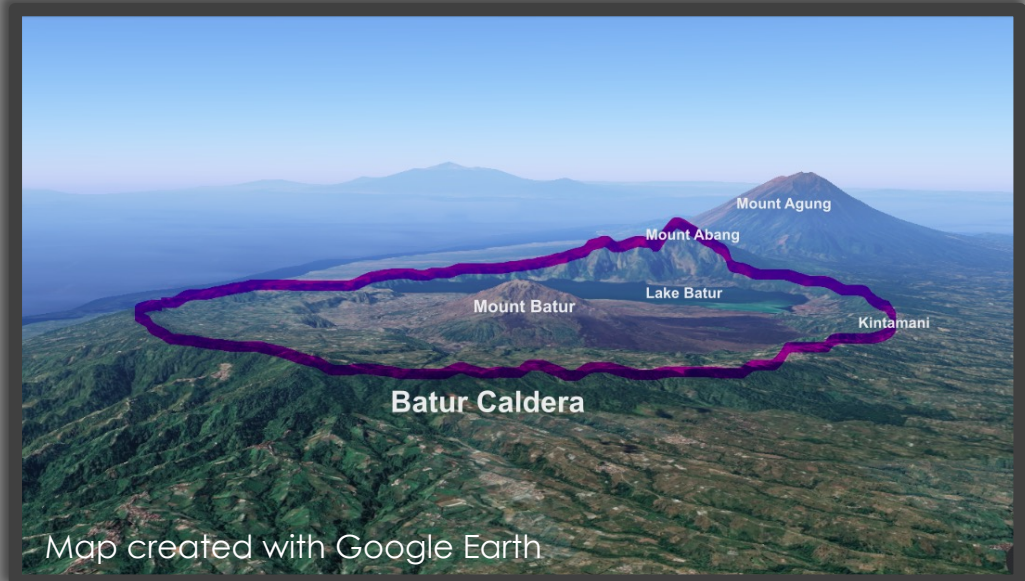 Mount Agung
Mount Abang
Lake Batur
Mount Batur
Kintamani
Batur Caldera
Map created with Google Earth